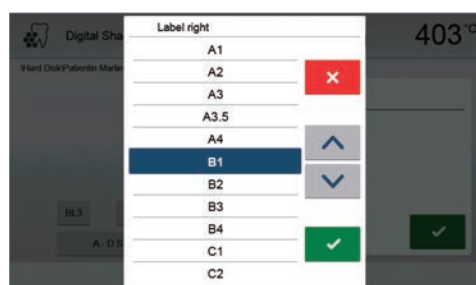 Label right
Digital Sha
403 °C
A1
\Hard Disk\Patientin Marlie
A2
A3
A3.5
A4
B1
B2
B3
BL3
B4
A - D S
C1
C2